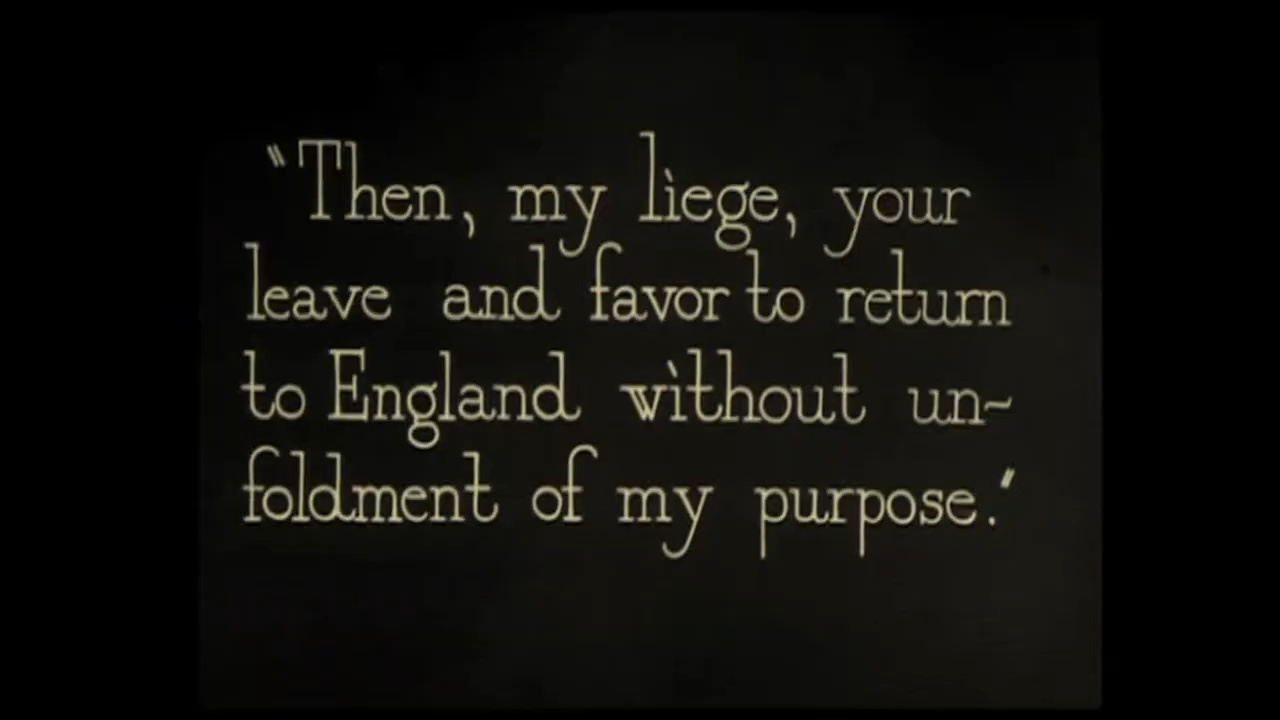 "Then, my liege, your
leave and favor to return
to England without un-
foldment of my purpose."